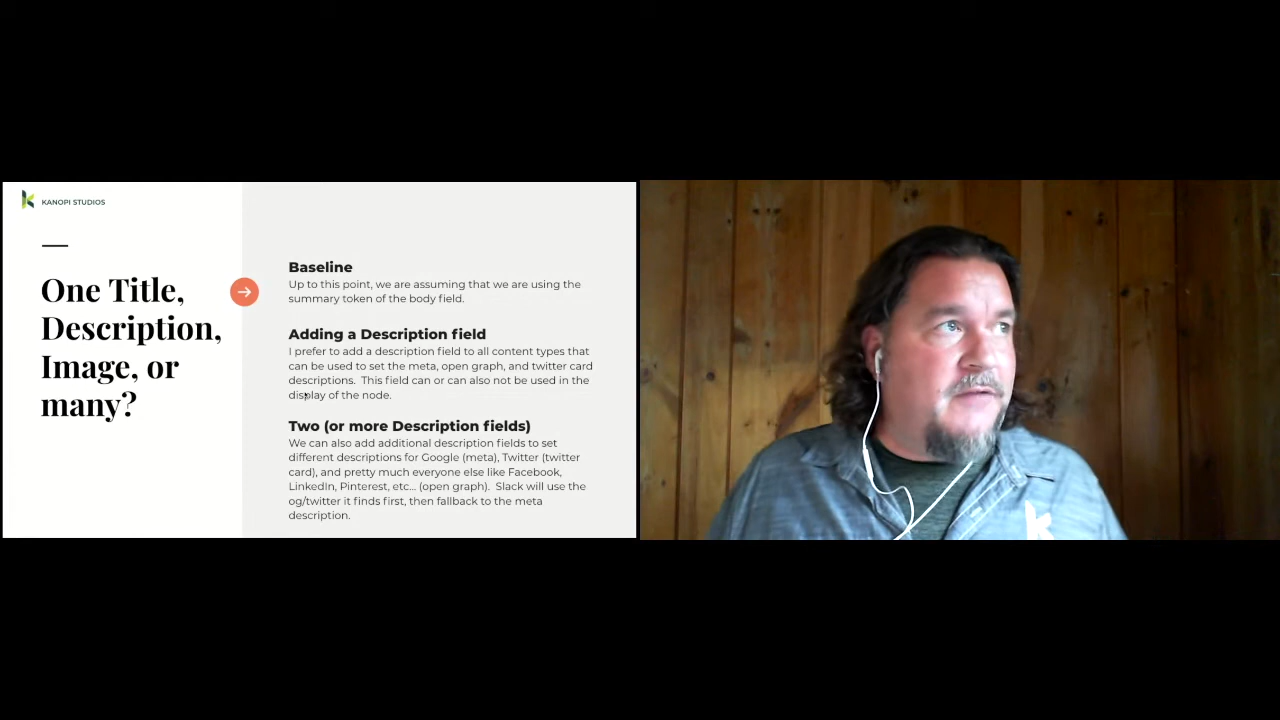 KANOPI STUDIOS
One Title,
Description,
Image, or
many?
Baseline
Up to this point, we are assuming that we are using the
summary token of the body field.
Adding a Description field
I prefer to add a description field to all content types that
can be used to set the meta, open graph, and twitter card
descriptions.  This field can or can also not be used in the
display of the node.
Two (or more Description fields)
We can also add additional description fields to set
different descriptions for Google (meta), Twitter (twitter
card), and pretty much everyone else like Facebook,
LinkedIn, Pinterest, etc... (open graph).  Slack will use the
og/twitter it finds first, then fallback to the meta
description.